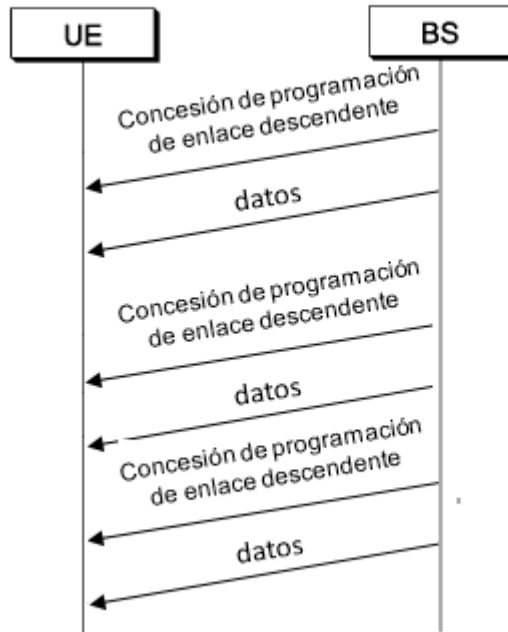 UE
BS
Concesión de programación
de enlace descendente
datos
Concesión de programación
de enlace descendente
datos
Concesión de programación
de enlace descendente
datos